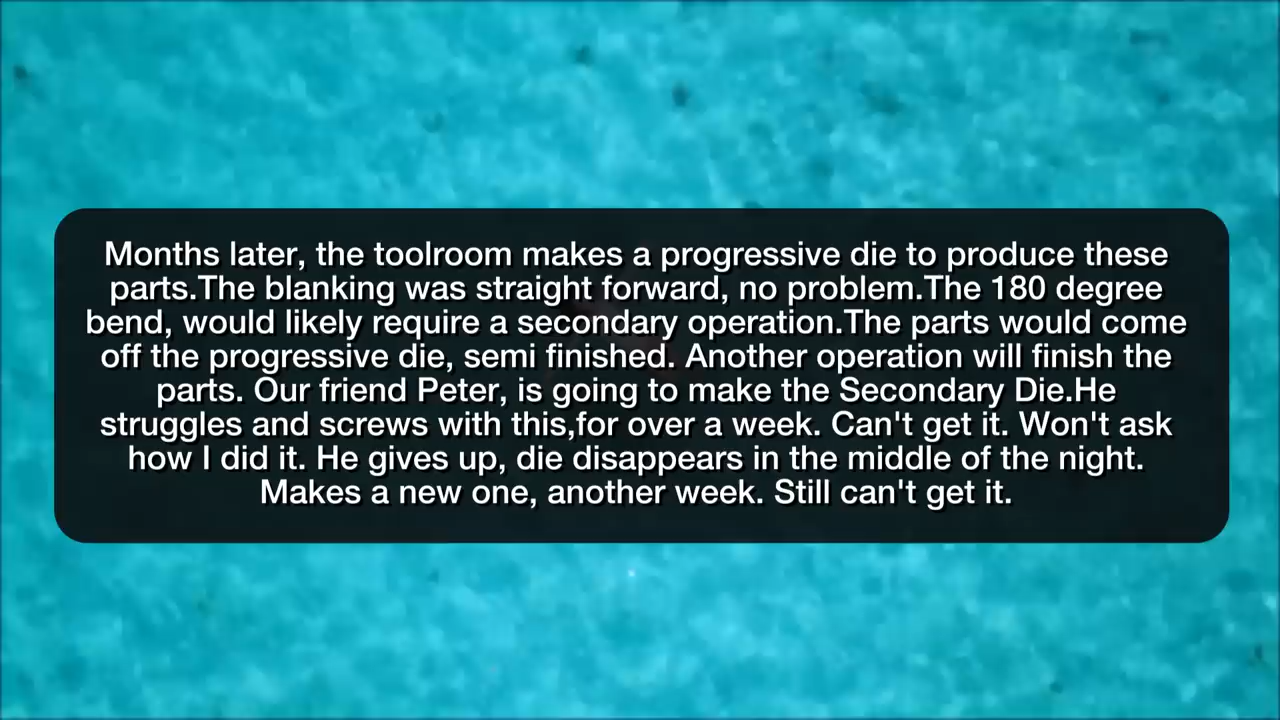 Months later, the toolroom makes a progressive die to produce these
parts.The blanking was straight forward, no problem.The 180 degree
bend, would likely require a secondary operation.The parts would come
off the progressive die, semi finished. Another operation will finish the
parts. Our friend Peter, is going to make the Secondary Die.He
struggles and screws with this,for over a week. Can't get it. Won't ask
how I did it. He gives up, die disappears in the middle of the night.
Makes a new one, another week. Still can't get it.